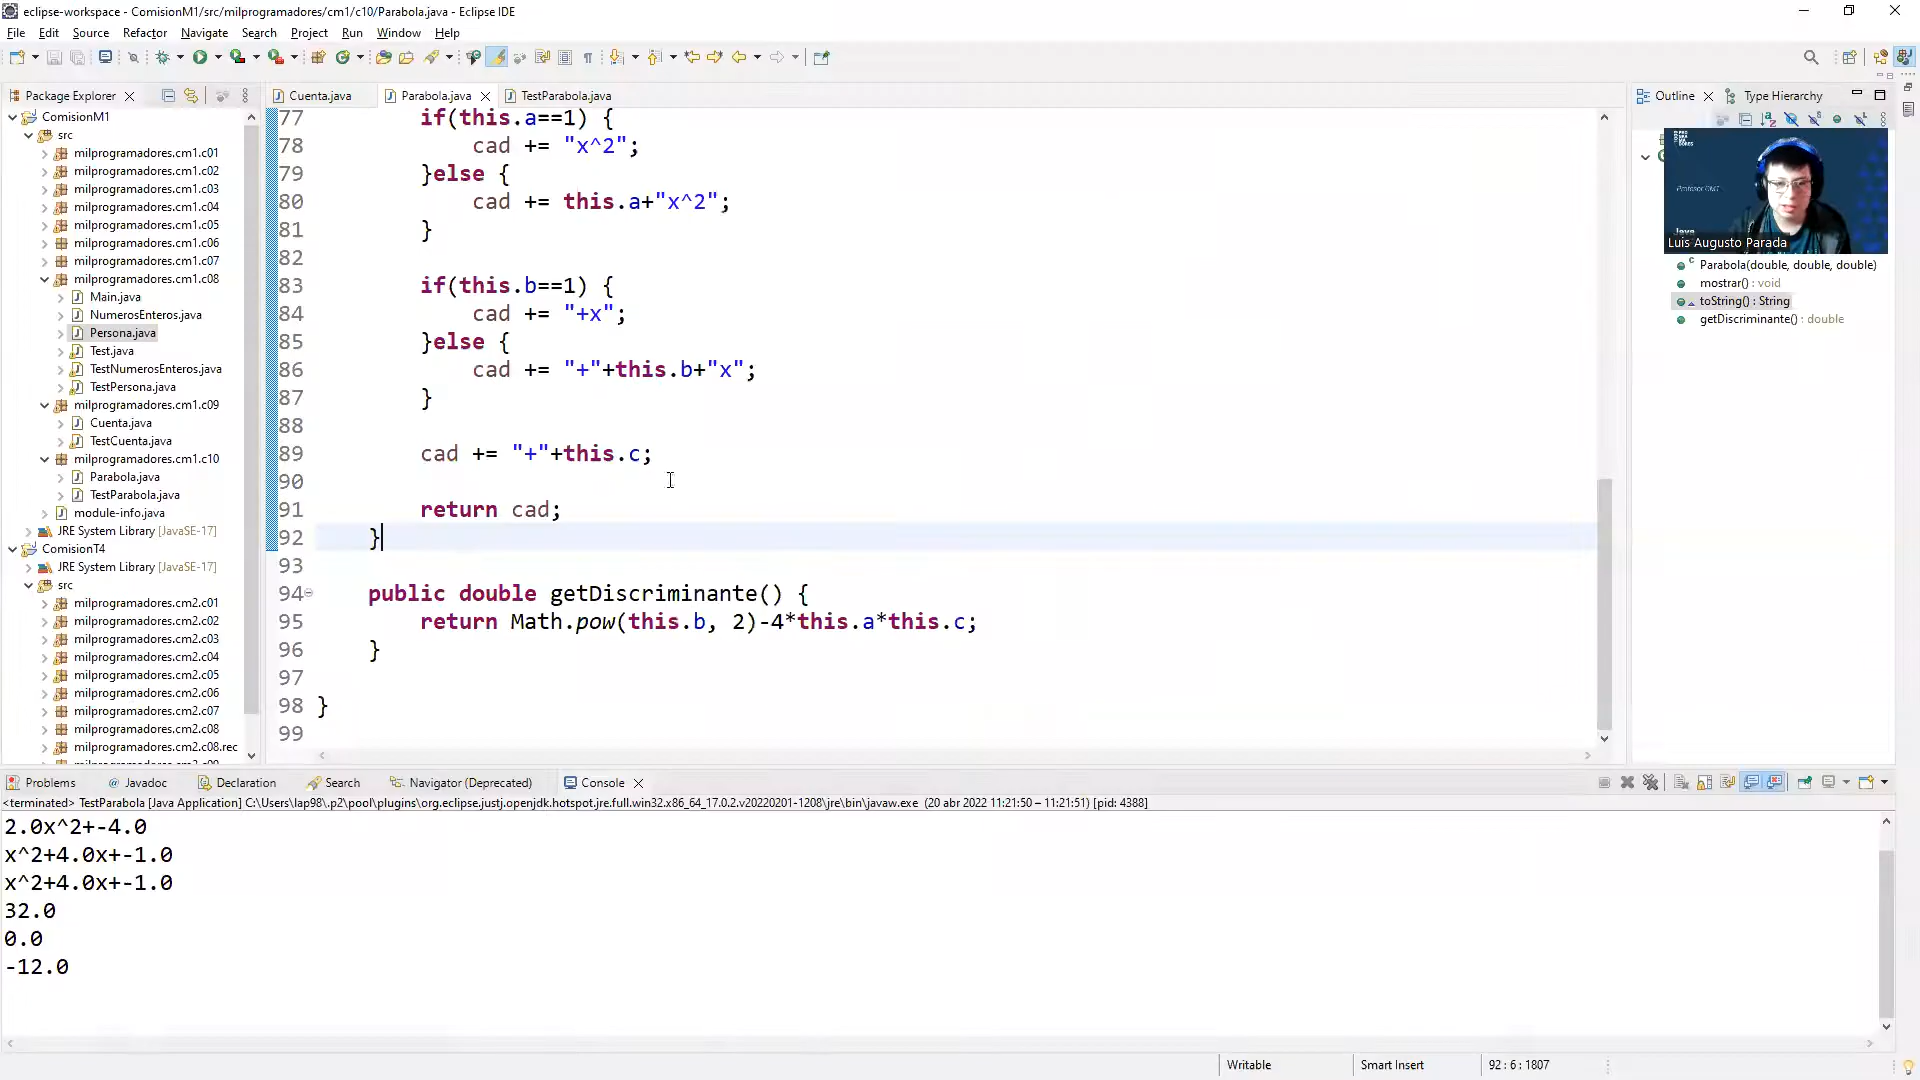 eclipse-workspace - ComisionM1/src/milprogramadores/cm1/c10/Parabola.java - Eclipse IDE
File Edit Source Refactor Navigate Search Project Run Window Help
Package Explorer
ComisionM1
src
milprogramadores.cm1.c01
milprogramadores.cm1.c02
milprogramadores.cm1.c03
milprogramadores.cm1.c04
milprogramadores.cm1.c05
milprogramadores.cm1.c06
milprogramadores.cm1.c07
milprogramadores.cm1.c08
Main.java
NumerosEnteros.java
Persona.java
Test.java
TestNumerosEnteros.java
TestPersona.java
milprogramadores.cm1.c09
Cuenta.java
TestCuenta.java
milprogramadores.cm1.c10
Parabola.java
TestParabola.java
module-info.java
JRE System Library [JavaSE-17]
ComisionT4
JRE System Library [JavaSE-17]
src
milprogramadores.cm2.c01
milprogramadores.cm2.c02
milprogramadores.cm2.c03
milprogramadores.cm2.c04
milprogramadores.cm2.c05
milprogramadores.cm2.c06
milprogramadores.cm2.c07
milprogramadores.cm2.c08
milprogramadores.cm2.c08.rec
Cuenta.java Parabola.java TestParabola.java
77 if(this.a==1) {
78 cad += "x^2";
79 }else {
80 cad += this.a+"x^2";
81 }
82
83 if(this.b==1) {
84 cad += "+x";
85 }else {
86 cad += "+"+this.b+"x";
87 }
88
89 cad += "+"+this.c;
90
91 return cad;
92 }
93
94 public double getDiscriminante() {
95 return Math.pow(this.b, 2)-4*this.a*this.c;
96 }
97
98 }
99
Outline Type Hierarchy
PRO
GRAMA
DORES
Profesor CM1
Java
Luis Augusto Parada
Parabola(double, double, double)
mostrar() : void
toString() : String
getDiscriminante() : double
Problems Javadoc Declaration Search Navigator (Deprecated) Console
<terminated> TestParabola [Java Application] C:\Users\lap98\.p2\pool\plugins\org.eclipse.justj.openjdk.hotspot.jre.full.win32.x86_64_17.0.2.v20220201-1208\jre\bin\javaw.exe (20 abr 2022 11:21:50 – 11:21:51) [pid: 4388]
2.0x^2+-4.0
x^2+4.0x+-1.0
x^2+4.0x+-1.0
32.0
0.0
-12.0
Writable Smart Insert 92 : 6 : 1807